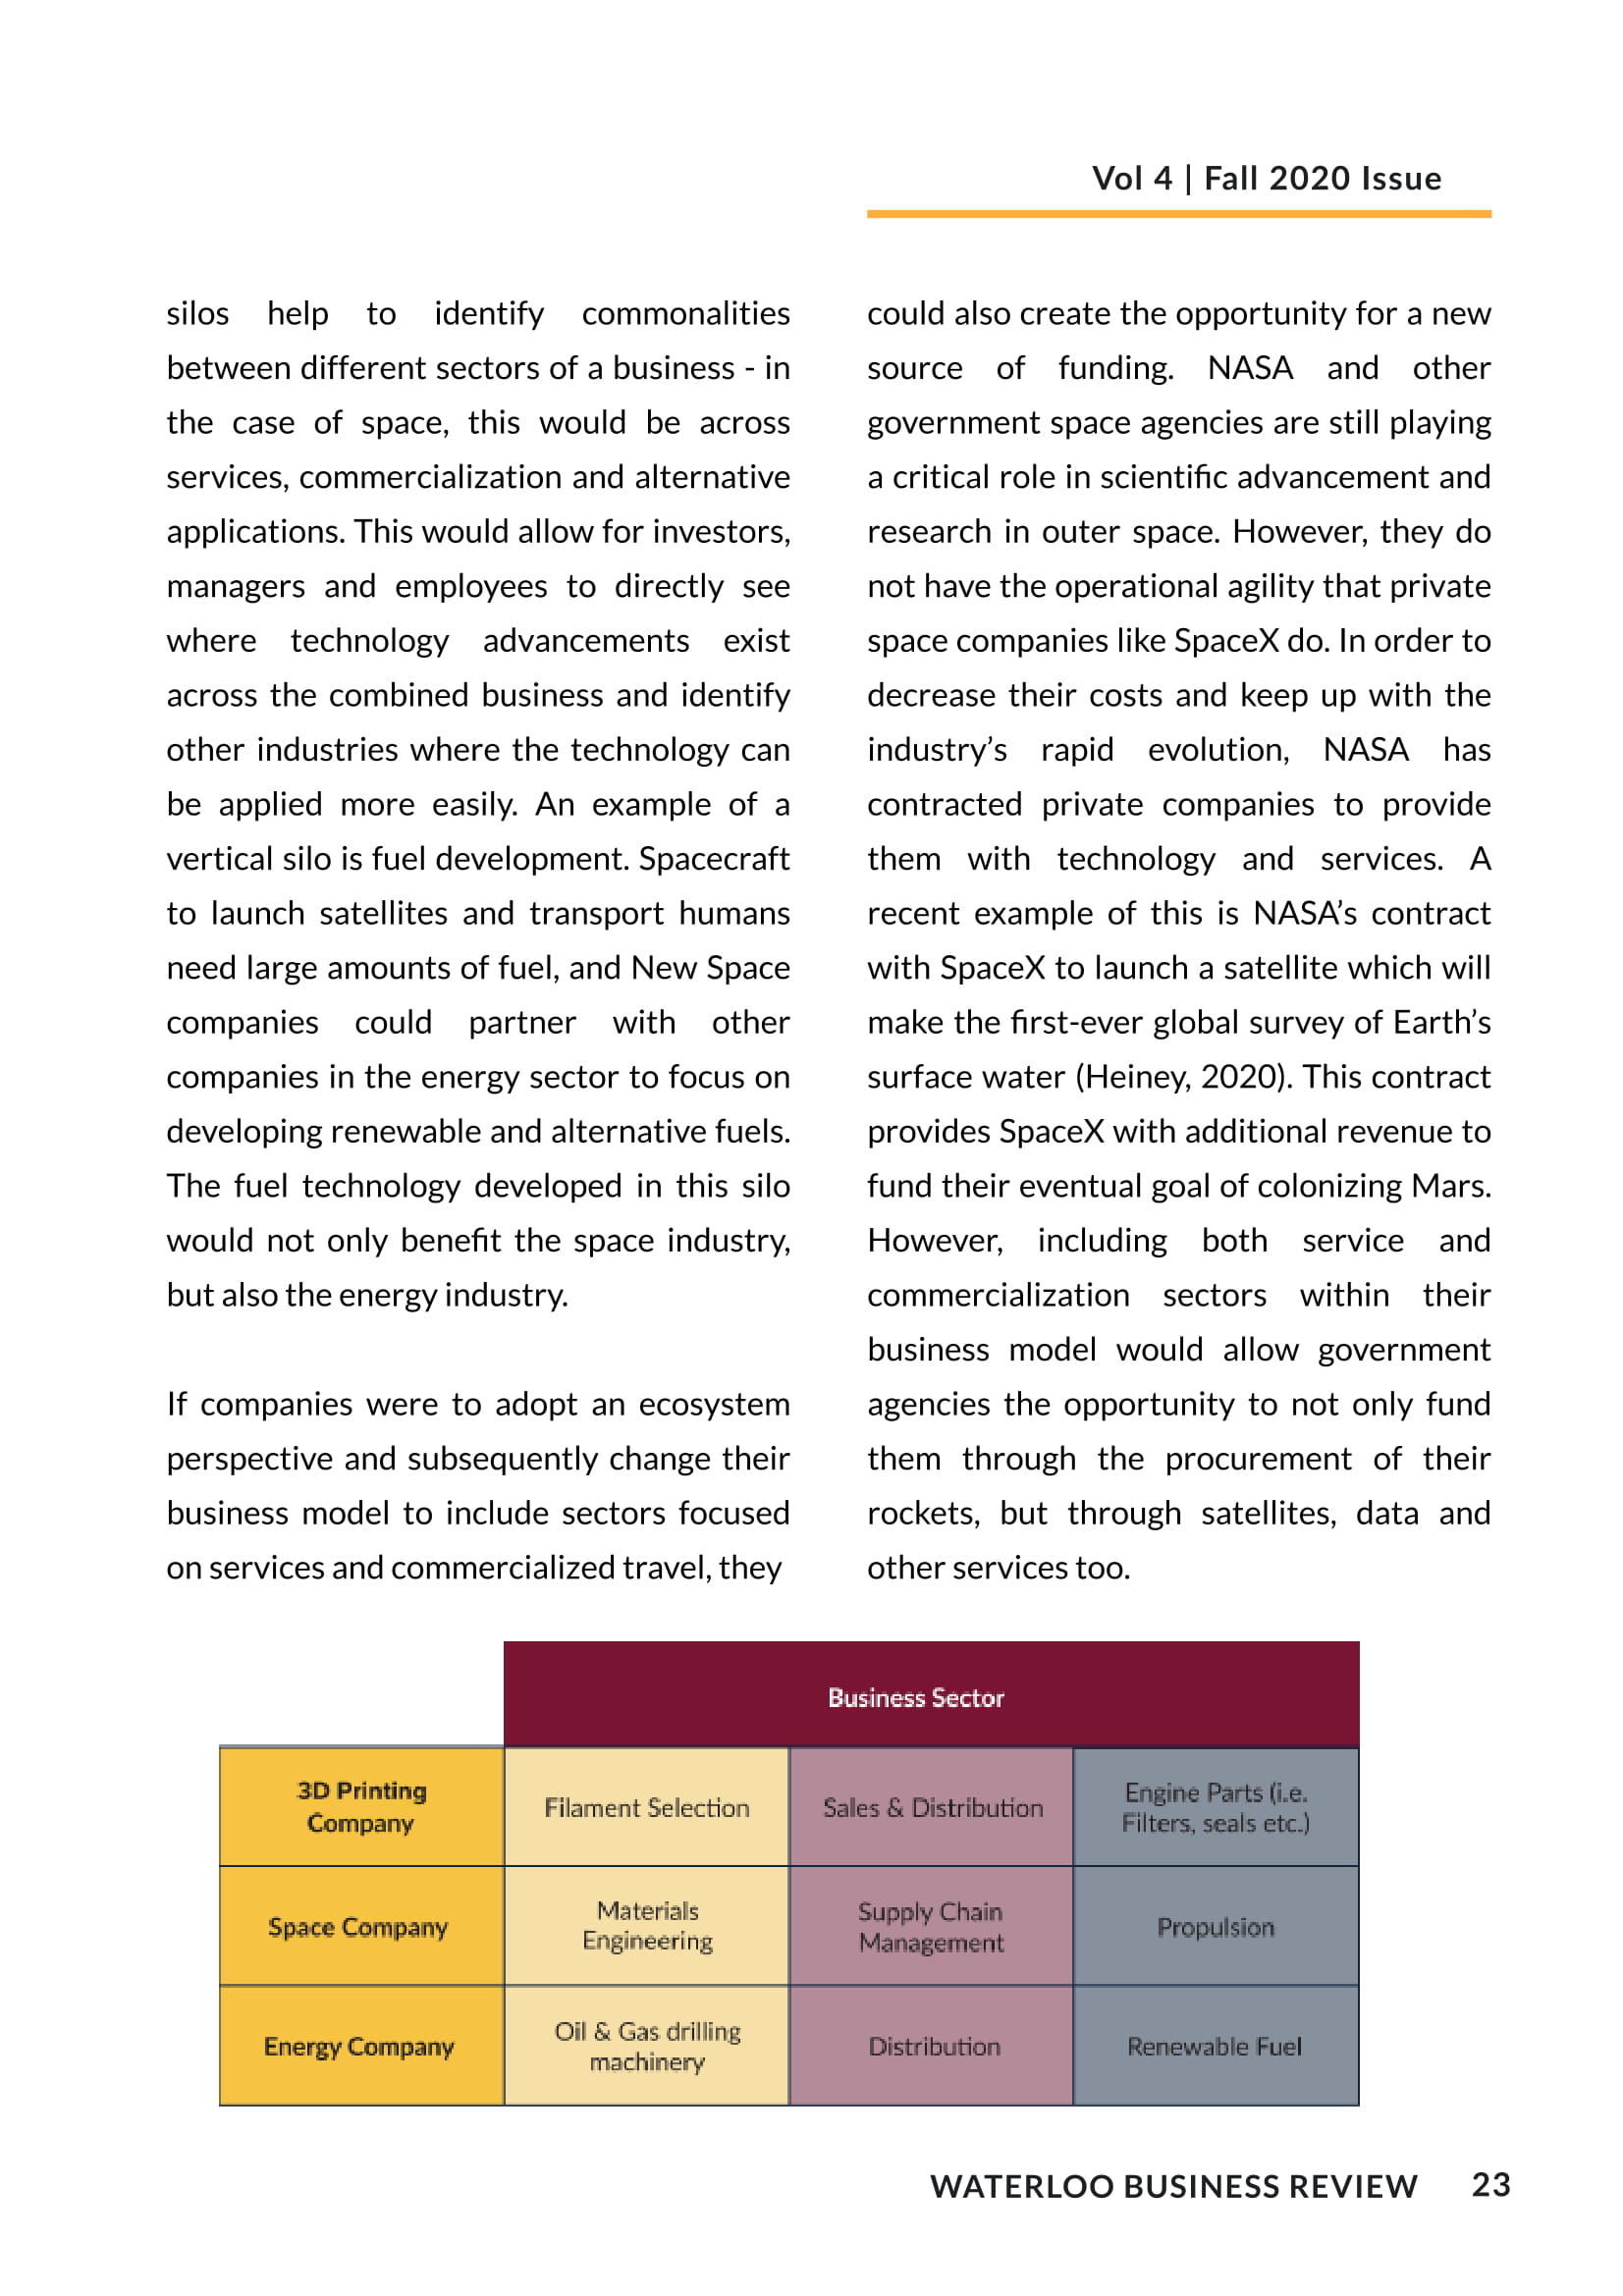 Vol 4 | Fall 2020 Issue
silos help to identify commonalities
between different sectors of a business - in
the case of space, this would be across
services, commercialization and alternative
applications. This would allow for investors,
managers and employees to directly see
where technology advancements exist
across the combined business and identify
other industries where the technology can
be applied more easily. An example of a
vertical silo is fuel development. Spacecraft
to launch satellites and transport humans
need large amounts of fuel, and New Space
companies could partner with other
companies in the energy sector to focus on
developing renewable and alternative fuels.
The fuel technology developed in this silo
would not only benefit the space industry,
but also the energy industry.
If companies were to adopt an ecosystem
perspective and subsequently change their
business model to include sectors focused
on services and commercialized travel, they
could also create the opportunity for a new
source of funding. NASA and other
government space agencies are still playing
a critical role in scientific advancement and
research in outer space. However, they do
not have the operational agility that private
space companies like SpaceX do. In order to
decrease their costs and keep up with the
industry’s rapid evolution, NASA has
contracted private companies to provide
them with technology and services. A
recent example of this is NASA’s contract
with SpaceX to launch a satellite which will
make the first-ever global survey of Earth’s
surface water (Heiney, 2020). This contract
provides SpaceX with additional revenue to
fund their eventual goal of colonizing Mars.
However, including both service and
commercialization sectors within their
business model would allow government
agencies the opportunity to not only fund
them through the procurement of their
rockets, but through satellites, data and
other services too.
Business Sector
3D Printing
Company
Filament Selection
Sales & Distribution
Engine Parts (i.e.
Filters, seals etc.)
Space Company
Materials
Engineering
Supply Chain
Management
Propulsion
Energy Company
Oil & Gas drilling
machinery
Distribution
Renewable Fuel
WATERLOO BUSINESS REVIEW 23